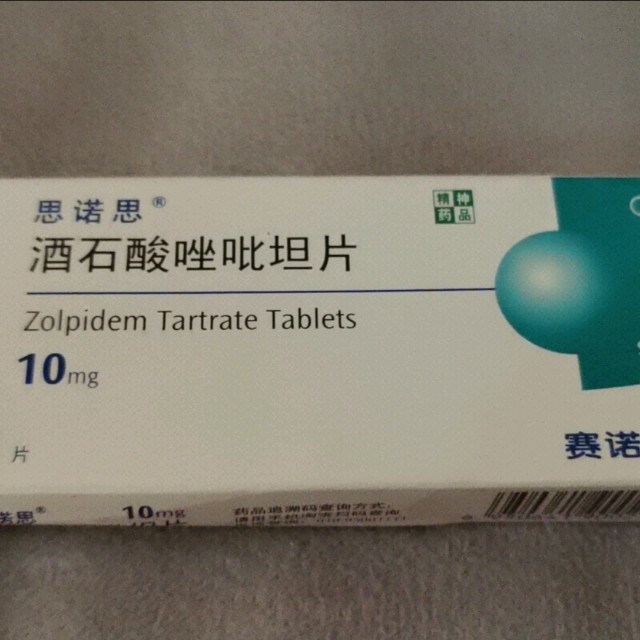 思诺思®
精神
药品
酒石酸唑吡坦片
Zolpidem Tartrate Tablets
10mg
片
赛诺
诺思®
10mg
药品追溯码查询方式: